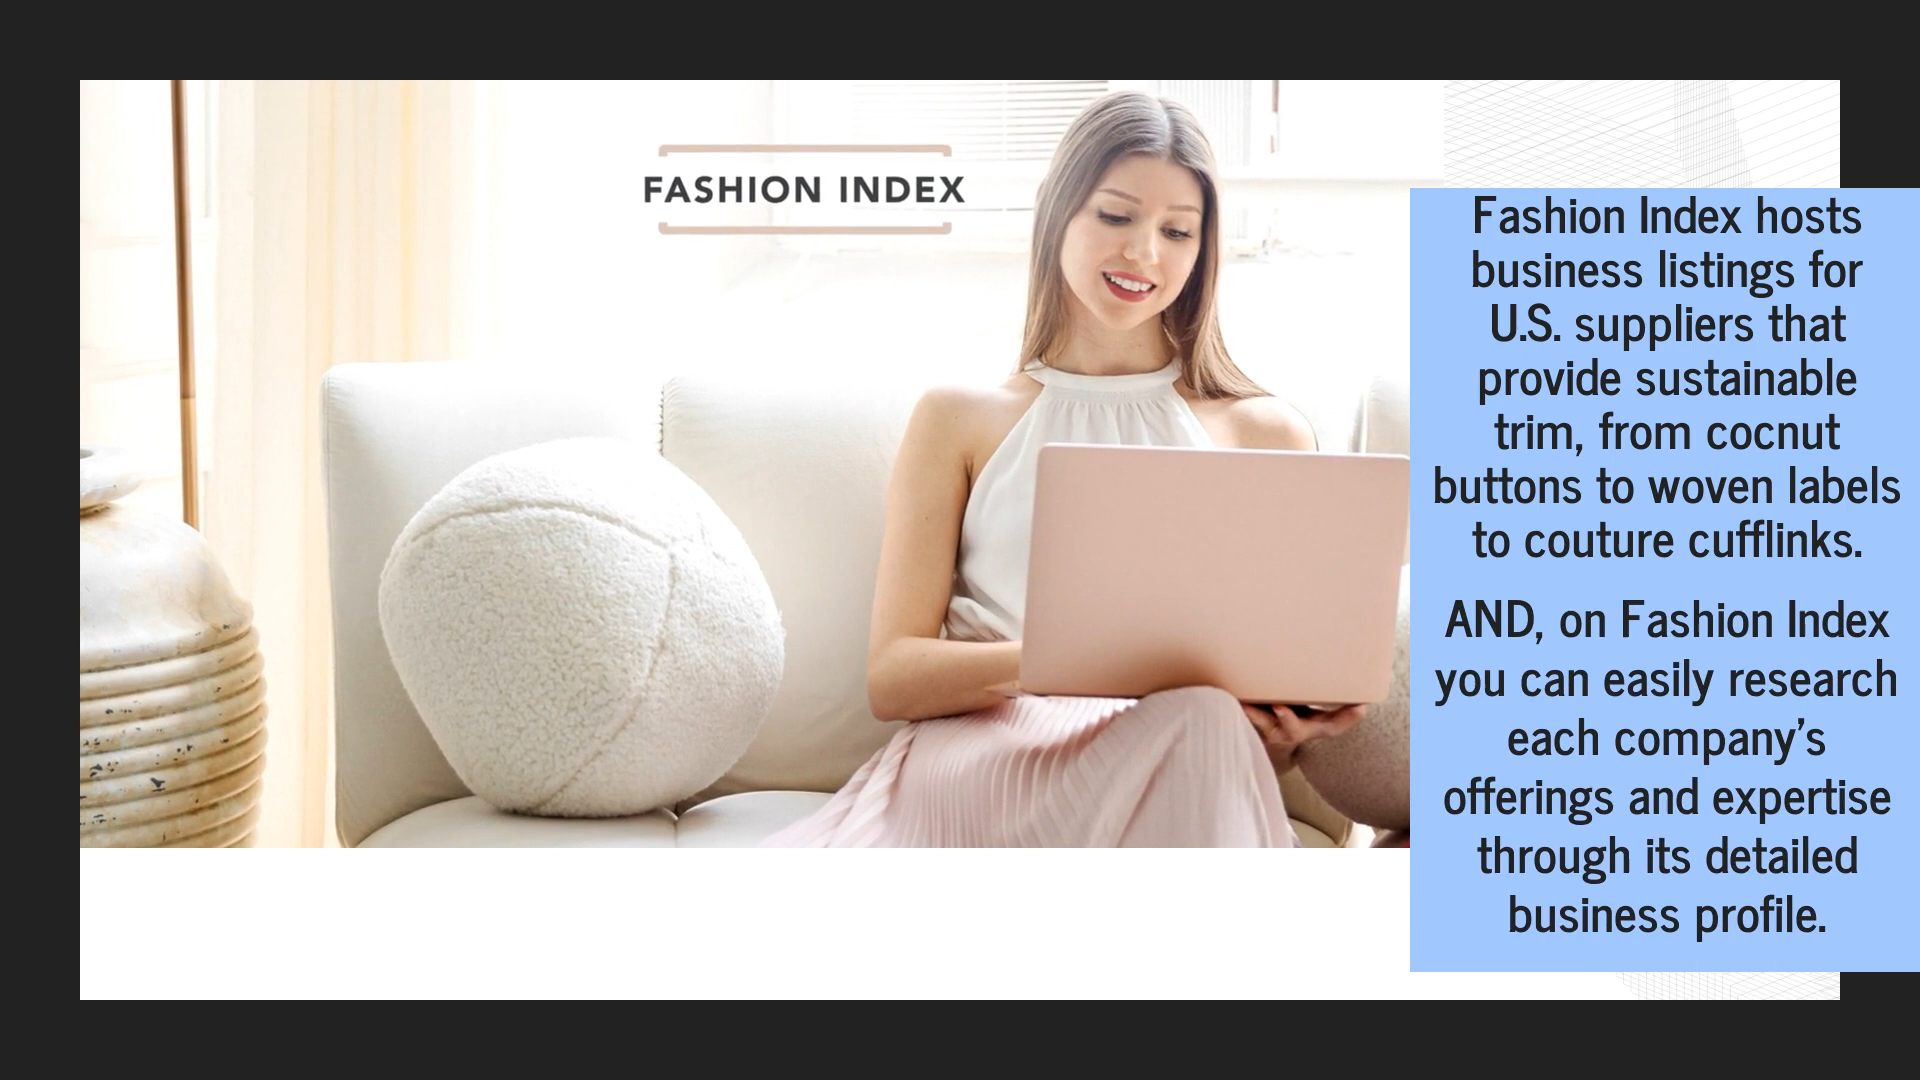 FASHION INDEX
Fashion Index hosts
business listings for
U.S. suppliers that
provide sustainable
trim, from cocnut
buttons to woven labels
to couture cufflinks.
AND, on Fashion Index
you can easily research
each company’s
offerings and expertise
through its detailed
business profile.